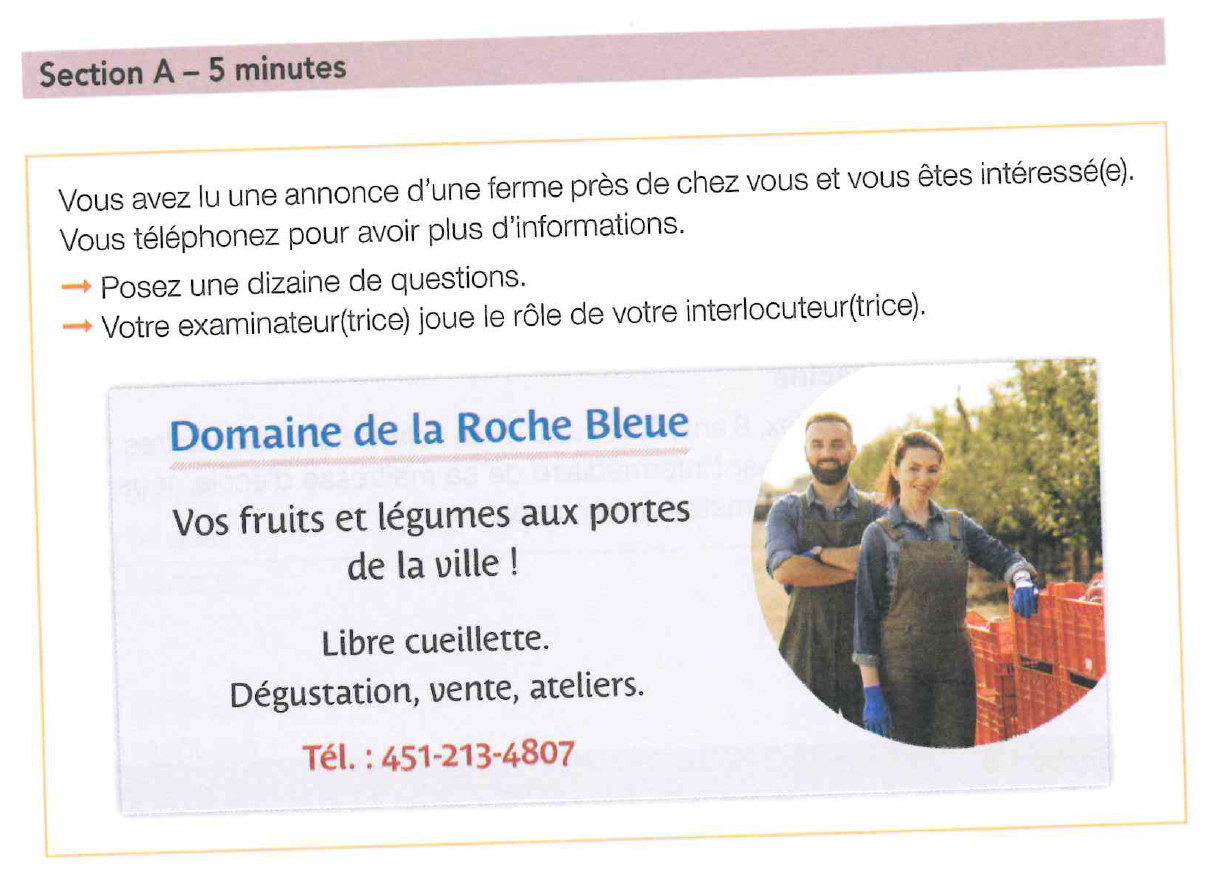 Section A – 5 minutes
Vous avez lu une annonce d'une ferme près de chez vous et vous êtes intéressé(e).
Vous téléphonez pour avoir plus d'informations.
→ Posez une dizaine de questions.
→ Votre examinateur(trice) joue le rôle de votre interlocuteur(trice).
Domaine de la Roche Bleue
Vos fruits et légumes aux portes
de la ville !
Libre cueillette.
Dégustation, vente, ateliers.
Tél. : 451-213-4807